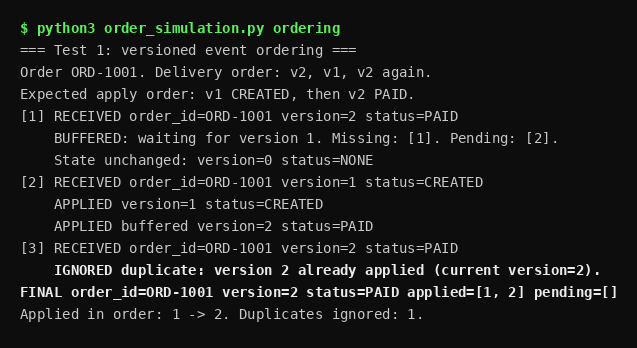 $ python3 order_simulation.py ordering
=== Test 1: versioned event ordering ===
Order ORD-1001. Delivery order: v2, v1, v2 again.
Expected apply order: v1 CREATED, then v2 PAID.
[1] RECEIVED order_id=ORD-1001 version=2 status=PAID
    BUFFERED: waiting for version 1. Missing: [1]. Pending: [2].
    State unchanged: version=0 status=NONE
[2] RECEIVED order_id=ORD-1001 version=1 status=CREATED
    APPLIED version=1 status=CREATED
    APPLIED buffered version=2 status=PAID
[3] RECEIVED order_id=ORD-1001 version=2 status=PAID
    IGNORED duplicate: version 2 already applied (current version=2).
FINAL order_id=ORD-1001 version=2 status=PAID applied=[1, 2] pending=[]
Applied in order: 1 -> 2. Duplicates ignored: 1.